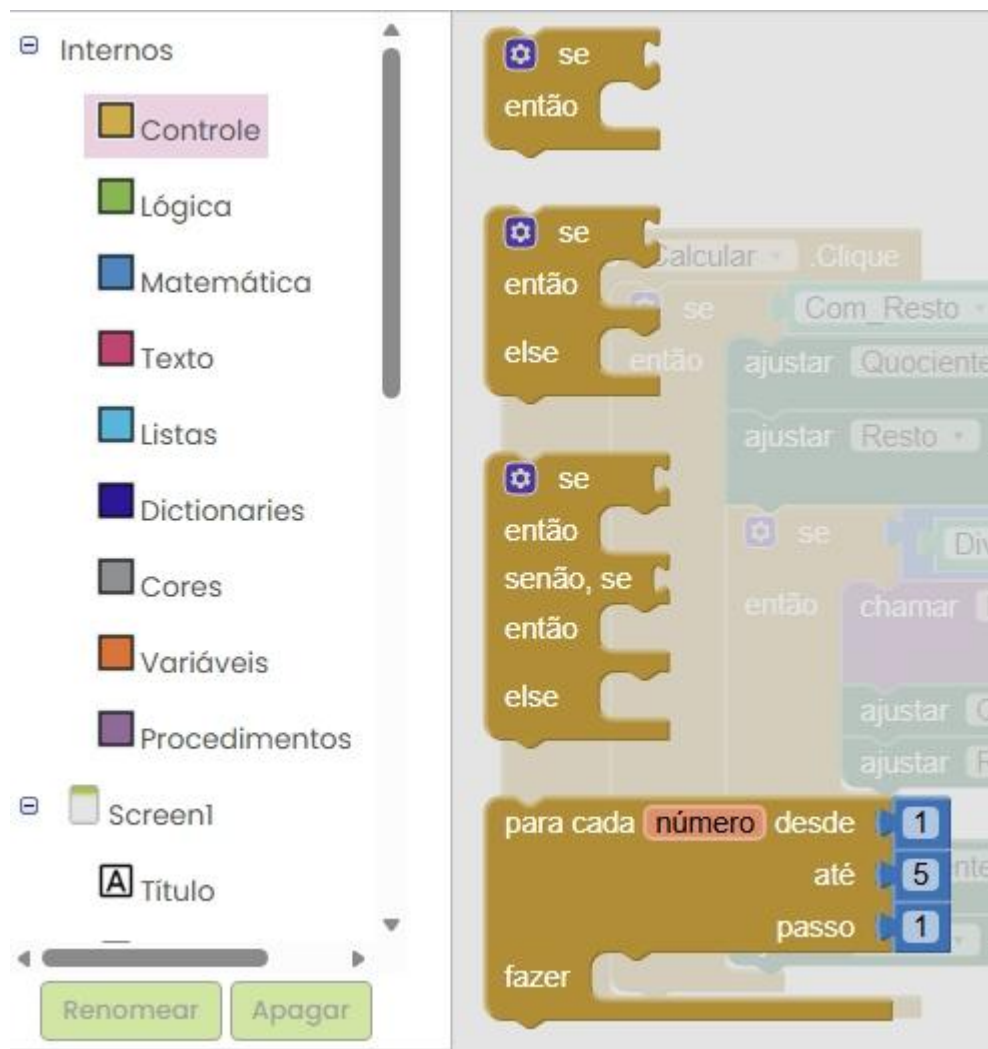 Internos
Controle
Lógica
Matemática
Texto
Listas
Dictionaries
Cores
Variáveis
Procedimentos
Screen1
Título
Renomear
Apagar
se
então
se
então
else
se
então
senão, se
então
else
para cada número desde 1
até 5
passo 1
fazer
Calcular .Clique
se Com_Resto
então ajustar Quociente
ajustar Resto
se
então chamar
ajustar
ajustar